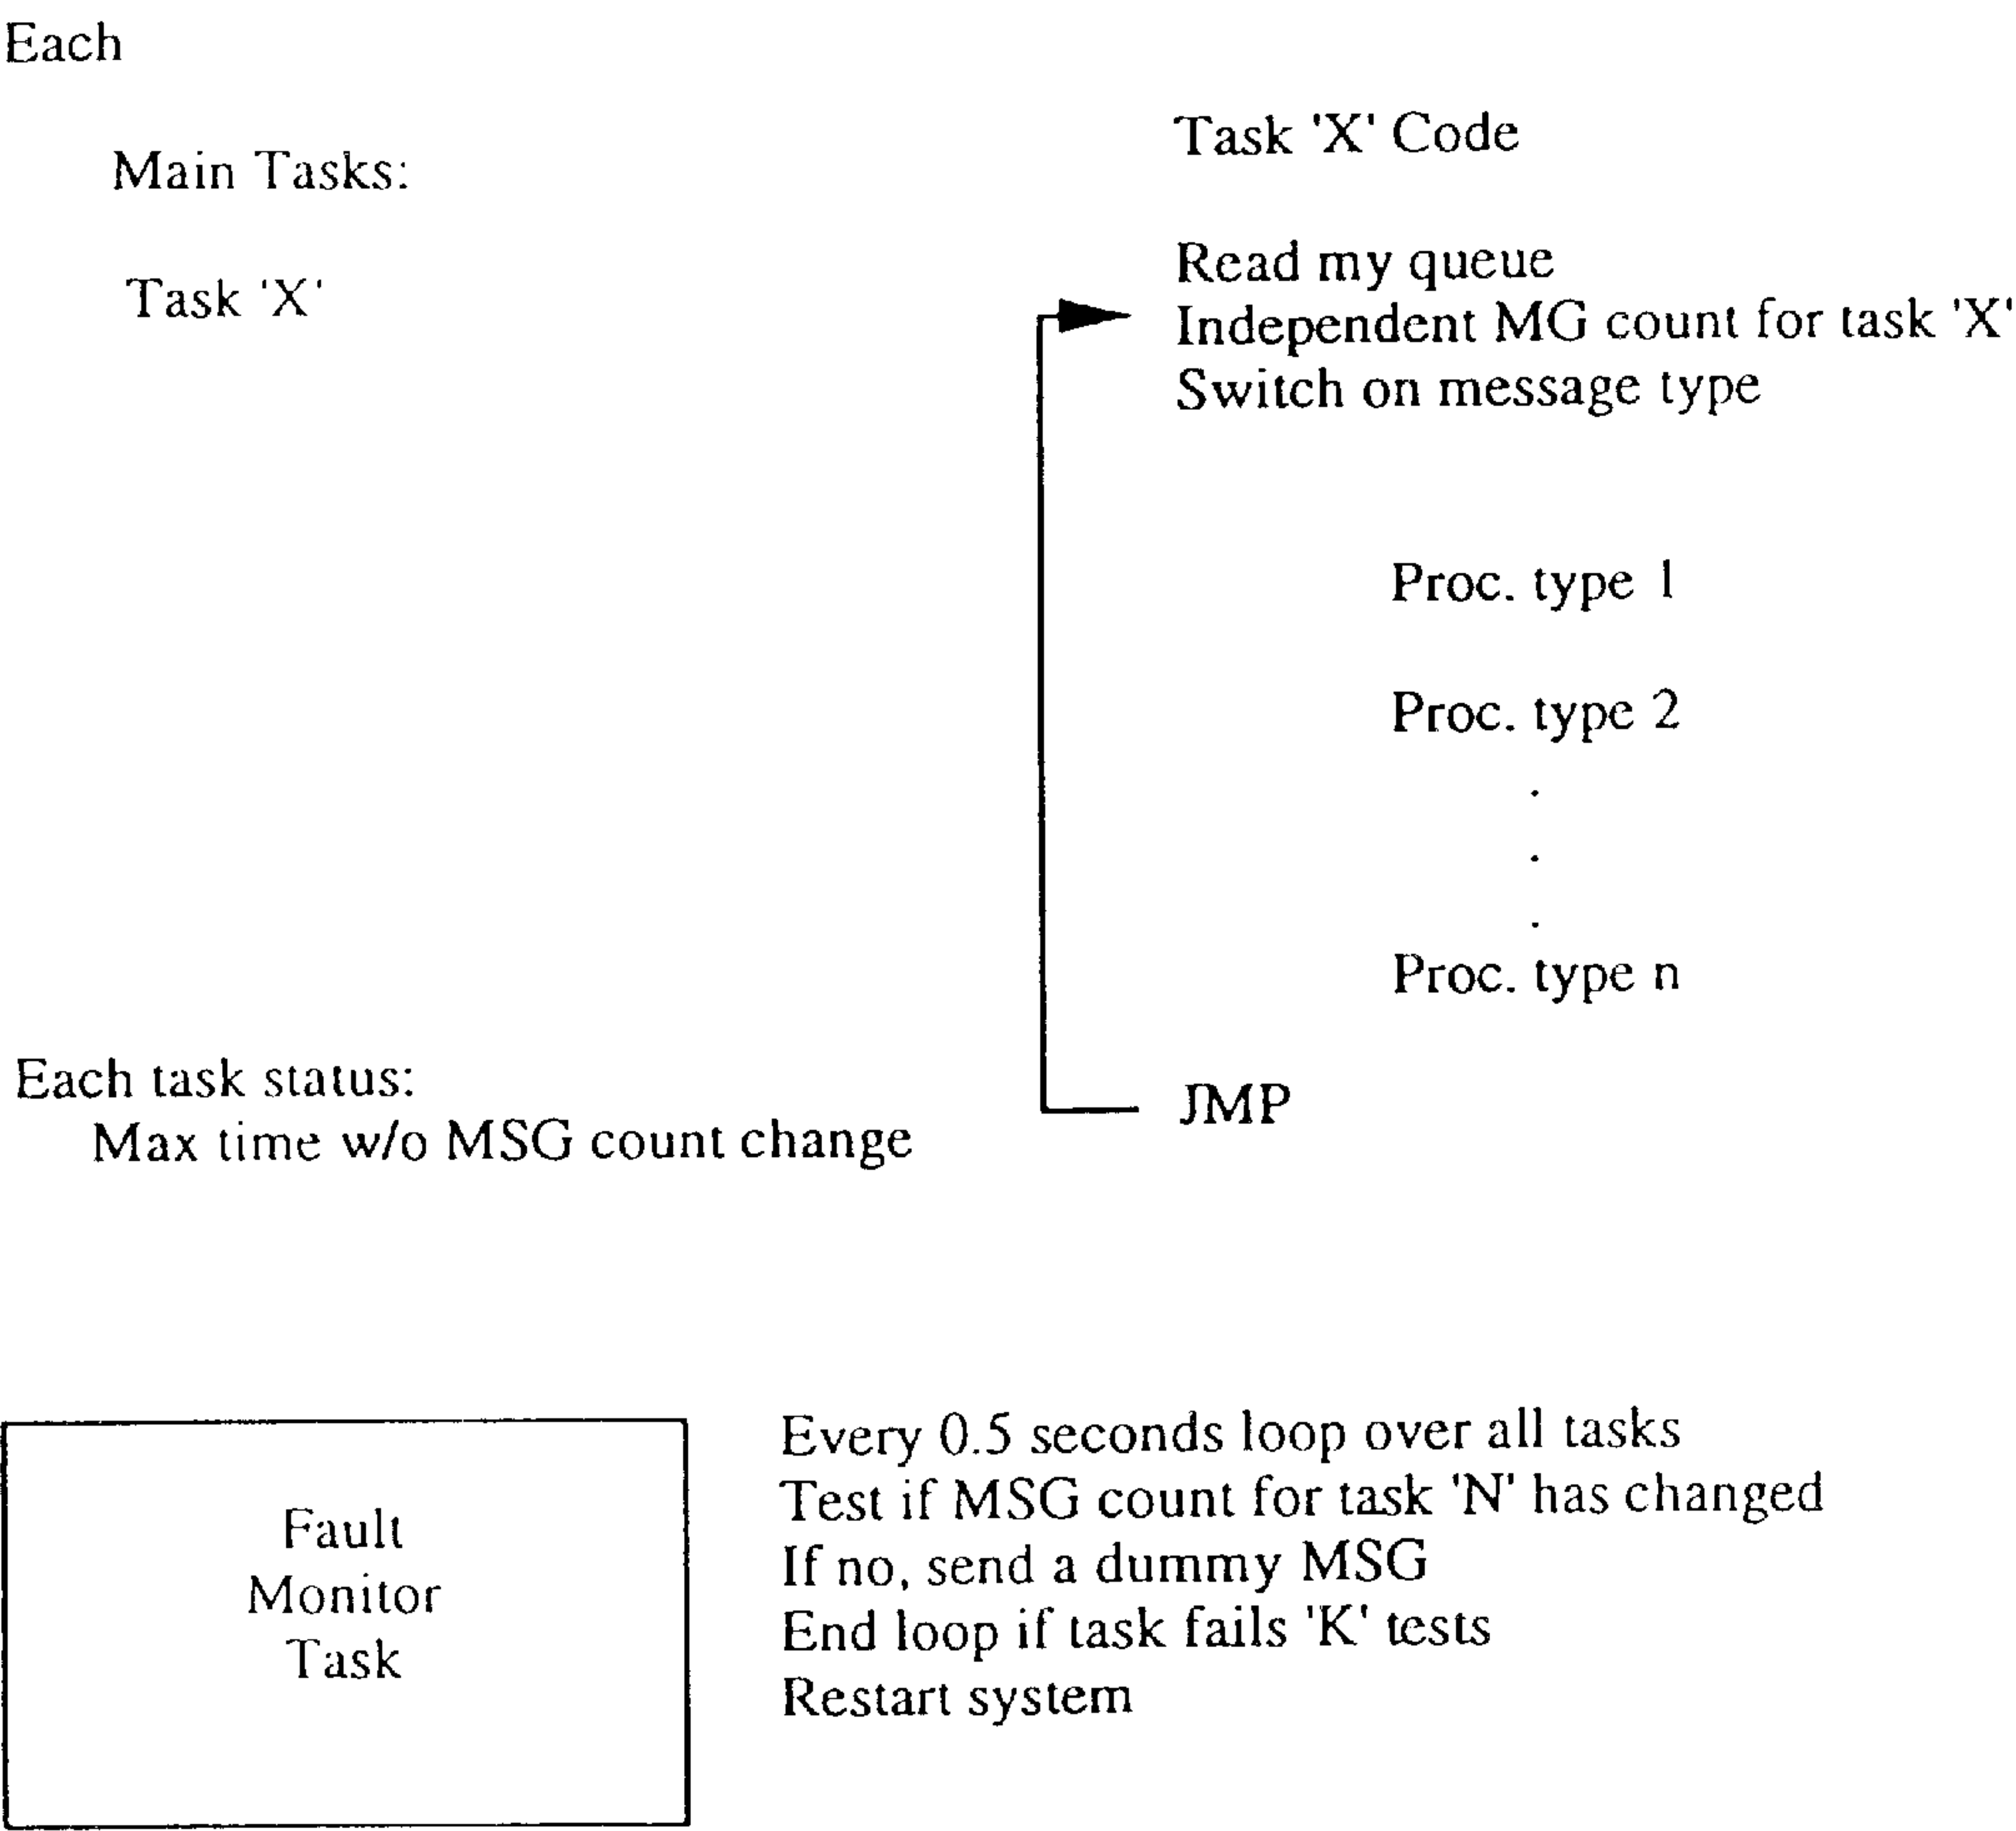 Each
Main Tasks:
Task 'X'
Task 'X' Code
Read my queue
Independent MG count for task 'X'
Switch on message type
Proc. type 1
Proc. type 2
.
.
.
Proc. type n
JMP
Each task status:
Max time w/o MSG count change
Fault
Monitor
Task
Every 0.5 seconds loop over all tasks
Test if MSG count for task 'N' has changed
If no, send a dummy MSG
End loop if task fails 'K' tests
Restart system